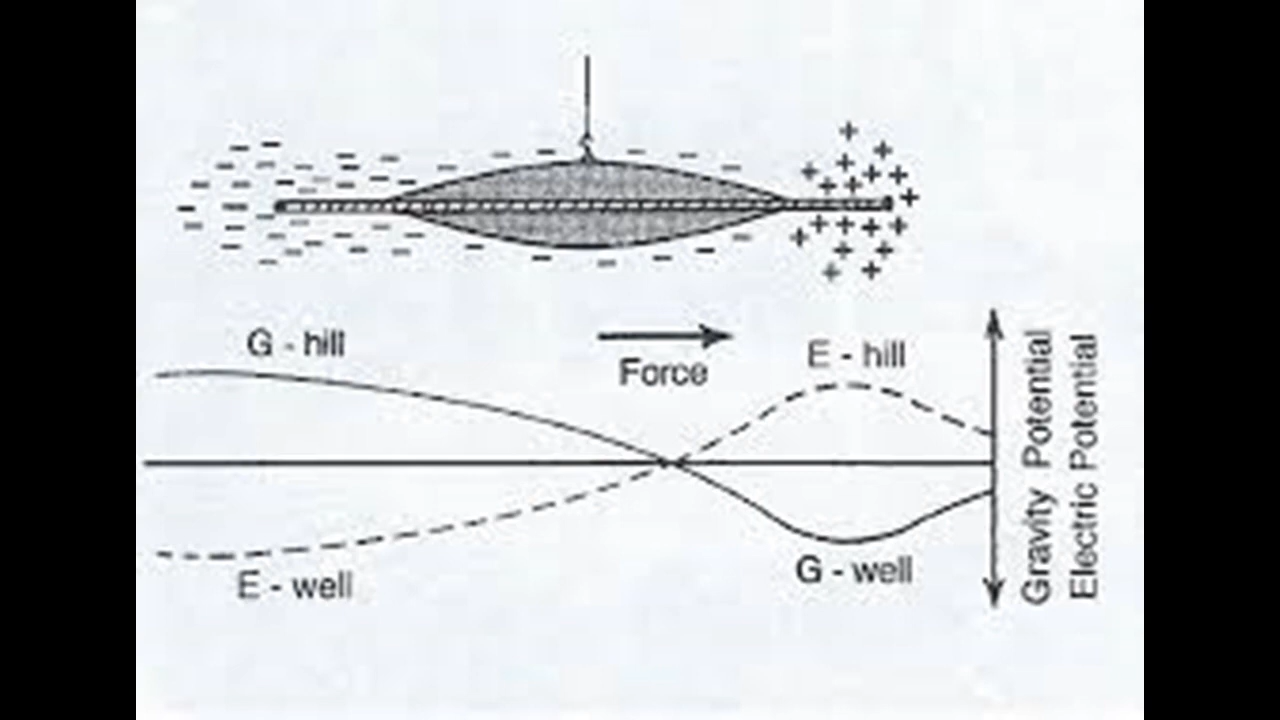 G - hill
Force
E - hill
E - well
G - well
Gravity Potential
Electric Potential